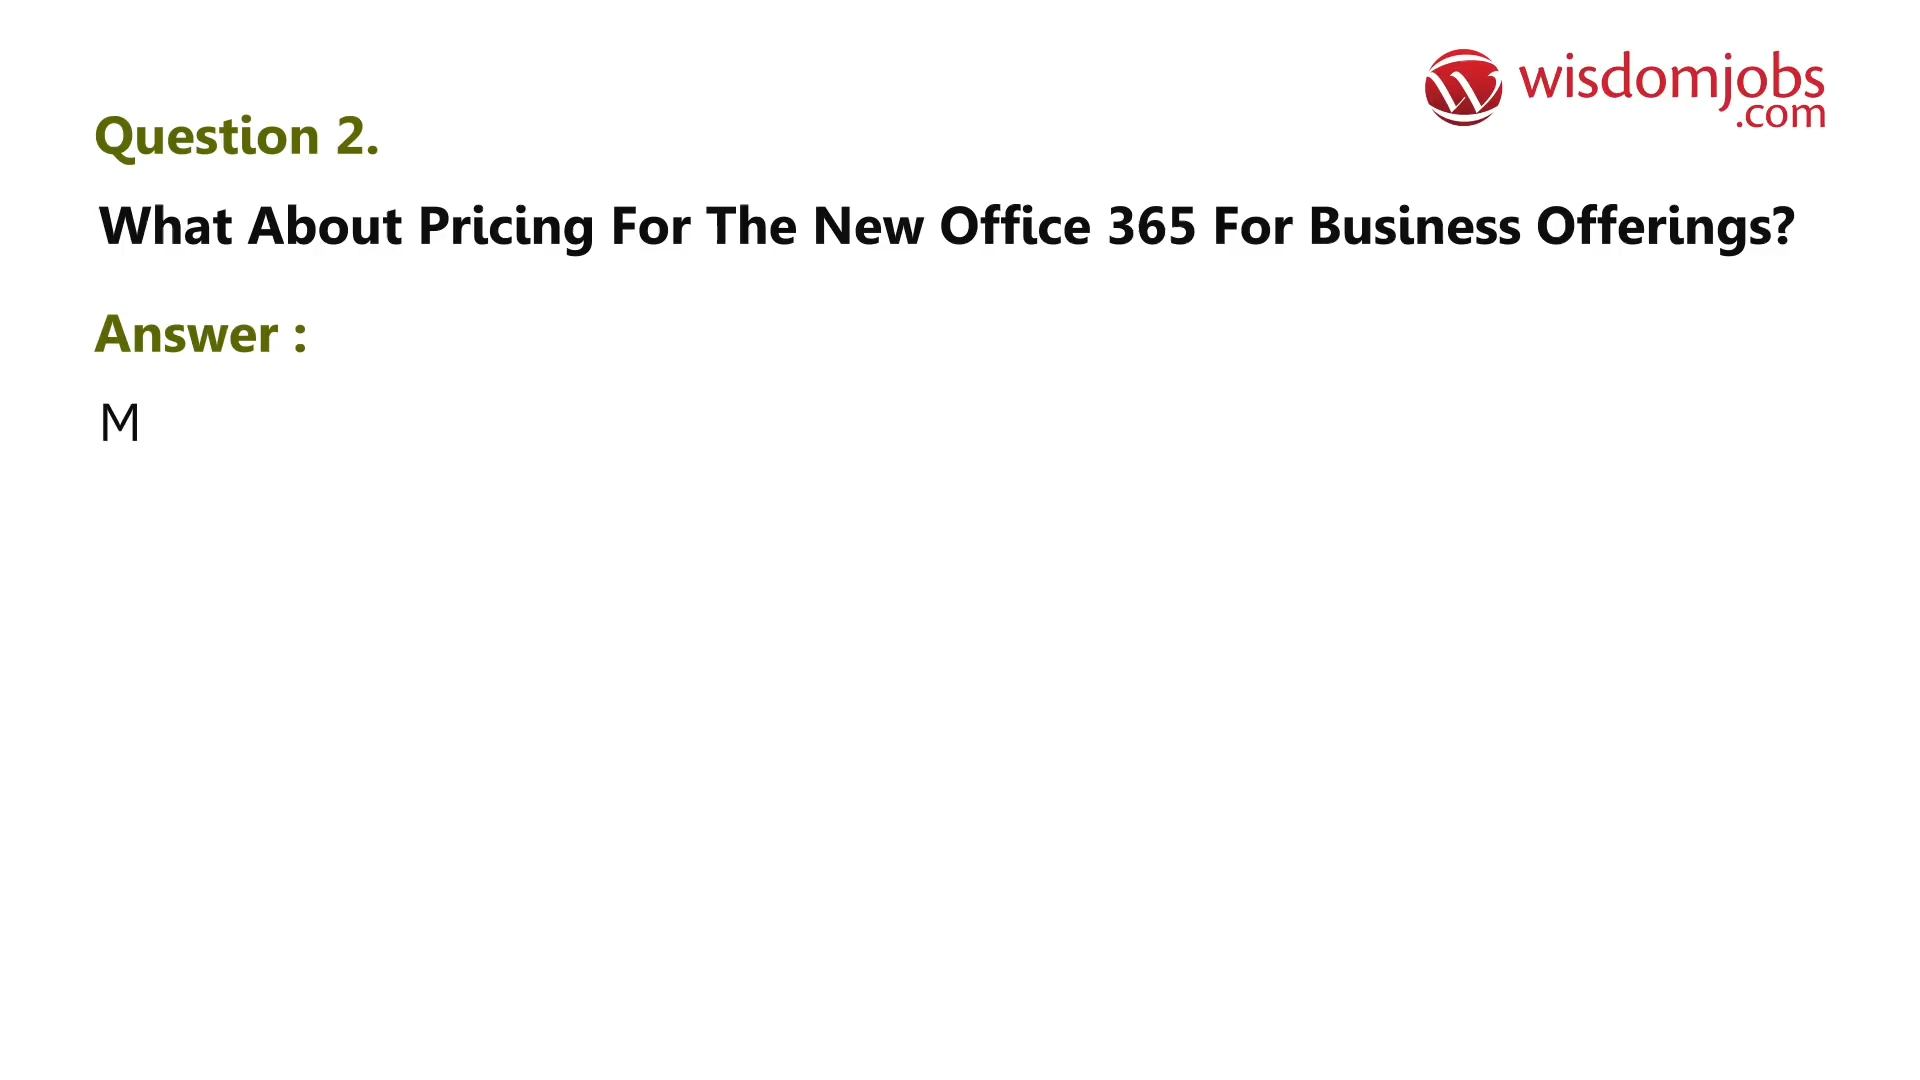 wisdomjobs
.com
Question 2.
What About Pricing For The New Office 365 For Business Offerings?
Answer :
M